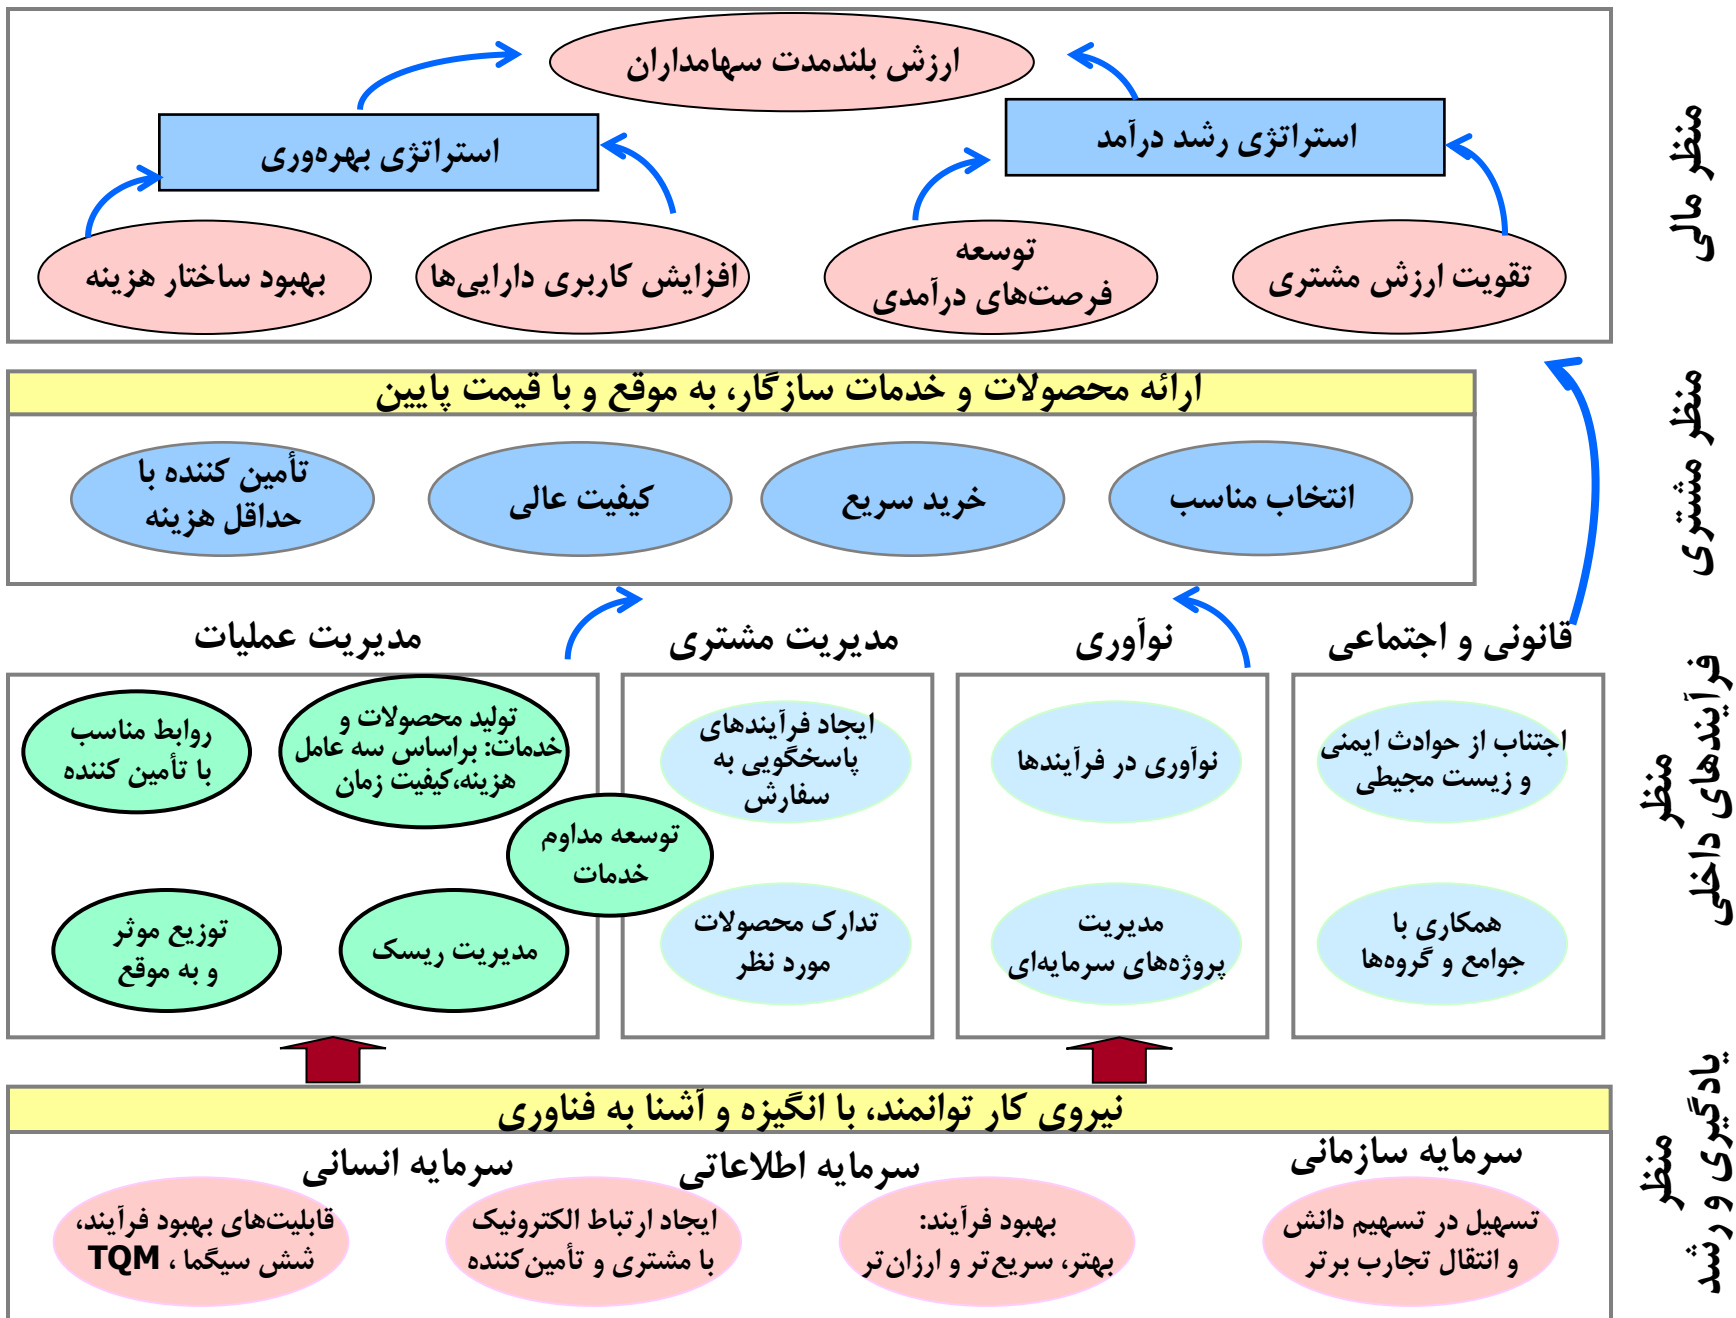 ارزش بلندمدت سهامداران
استراتژی رشد درآمد
استراتژی بهره‌وری
تقویت ارزش مشتری
توسعه
فرصت‌های درآمدی
افزایش کاربری دارایی‌ها
بهبود ساختار هزینه
منظر مالی
ارائه محصولات و خدمات سازگار، به موقع و با قیمت پایین
انتخاب مناسب
خرید سریع
کیفیت عالی
تأمین کننده با
حداقل هزینه
منظر مشتری
قانونی و اجتماعی
نوآوری
مدیریت مشتری
مدیریت عملیات
اجتناب از حوادث ایمنی
و زیست محیطی
همکاری با
جوامع و گروه‌ها
نوآوری در فرآیندها
مدیریت
پروژه‌های سرمایه‌ای
ایجاد فرآیندهای
پاسخگویی به
سفارش
تدارک محصولات
مورد نظر
تولید محصولات و
خدمات: براساس سه عامل
هزینه،کیفیت زمان
روابط مناسب
با تأمین کننده
توسعه مداوم
خدمات
مدیریت ریسک
توزیع موثر
و به موقع
منظر
فرآیندهای داخلی
نیروی کار توانمند، با انگیزه و آشنا به فناوری
سرمایه سازمانی
سرمایه اطلاعاتی
سرمایه انسانی
تسهیل در تسهیم دانش
و انتقال تجارب برتر
بهبود فرآیند:
بهتر، سریع‌تر و ارزان‌تر
ایجاد ارتباط الکترونیک
با مشتری و تأمین‌کننده
قابلیت‌های بهبود فرآیند،
شش سیگما ، TQM
منظر
یادگیری و رشد